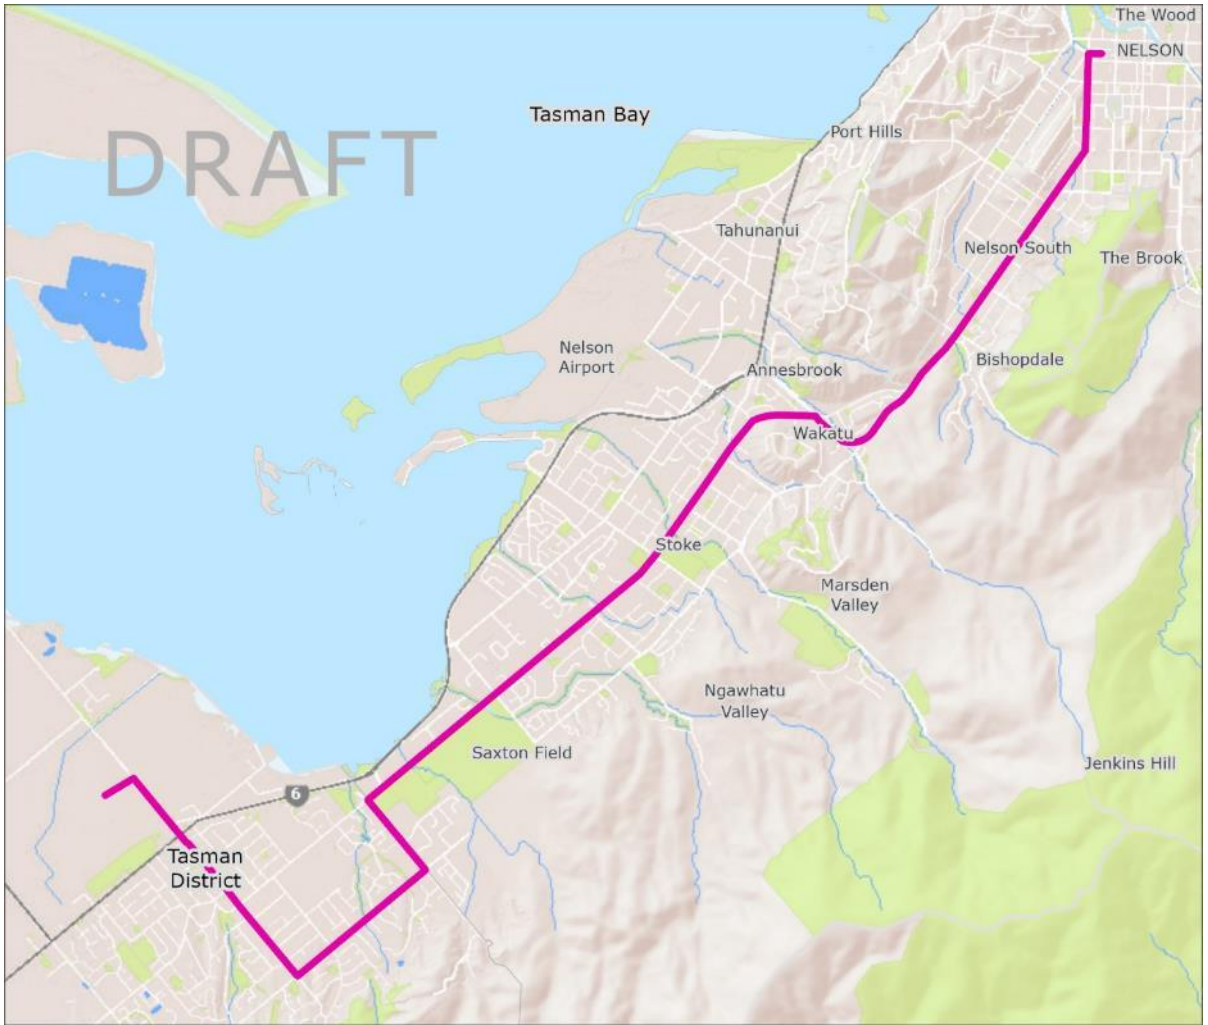 The Wood
NELSON
Tasman Bay
Port Hills
DRAFT
Tahunanui
Nelson South
The Brook
Nelson
Airport
Bishopdale
Annesbrook
Wakatu
Stoke
Marsden
Valley
Ngawhatu
Valley
Saxton Field
Jenkins Hill
6
Tasman
District